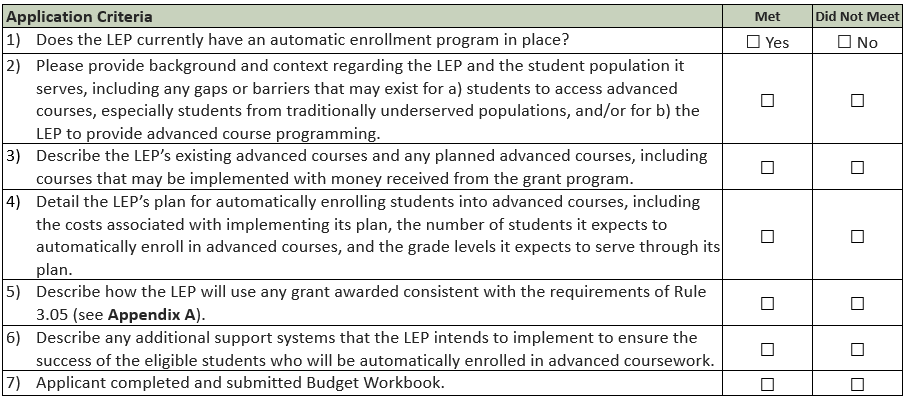 Application Criteria Met Did Not Meet
1) Does the LEP currently have an automatic enrollment program in place? ☐ Yes ☐ No
2) Please provide background and context regarding the LEP and the student population it
serves, including any gaps or barriers that may exist for a) students to access advanced
courses, especially students from traditionally underserved populations, and/or for b) the
LEP to provide advanced course programming. ☐ ☐
3) Describe the LEP’s existing advanced courses and any planned advanced courses, including
courses that may be implemented with money received from the grant program. ☐ ☐
4) Detail the LEP’s plan for automatically enrolling students into advanced courses, including
the costs associated with implementing its plan, the number of students it expects to
automatically enroll in advanced courses, and the grade levels it expects to serve through its
plan. ☐ ☐
5) Describe how the LEP will use any grant awarded consistent with the requirements of Rule
3.05 (see Appendix A). ☐ ☐
6) Describe any additional support systems that the LEP intends to implement to ensure the
success of the eligible students who will be automatically enrolled in advanced coursework. ☐ ☐
7) Applicant completed and submitted Budget Workbook. ☐ ☐